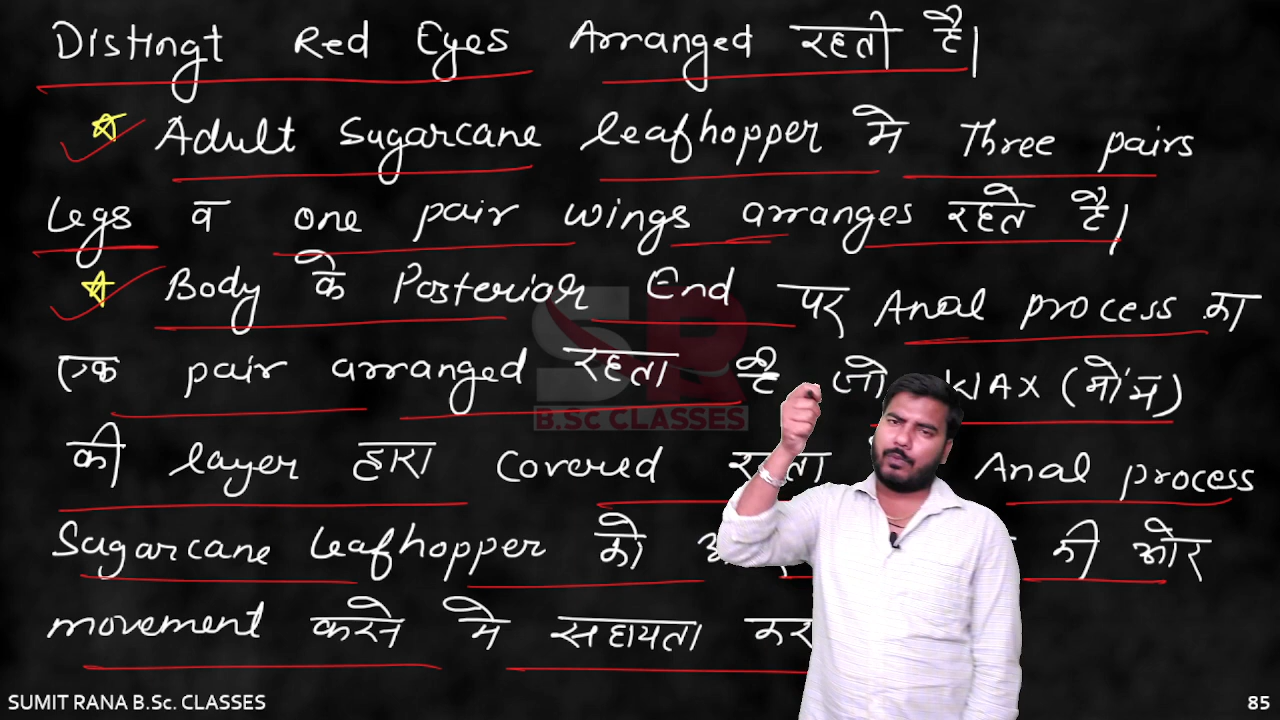 Distingt Red Eyes Arranged रहती है।
Adult Sugarcane leafhopper मे Three pairs
Legs व one pair wings arranges रहते है।
Body के Posterior End पर Anal process का
एक pair arranged रहता है जो WAX (मोंम)
की layer द्वारा covered रहता Anal process
Sugarcane Leafhopper को की ओर
movement करने मे सहायता
SR
B.Sc CLASSES
SUMIT RANA B.Sc. CLASSES
85